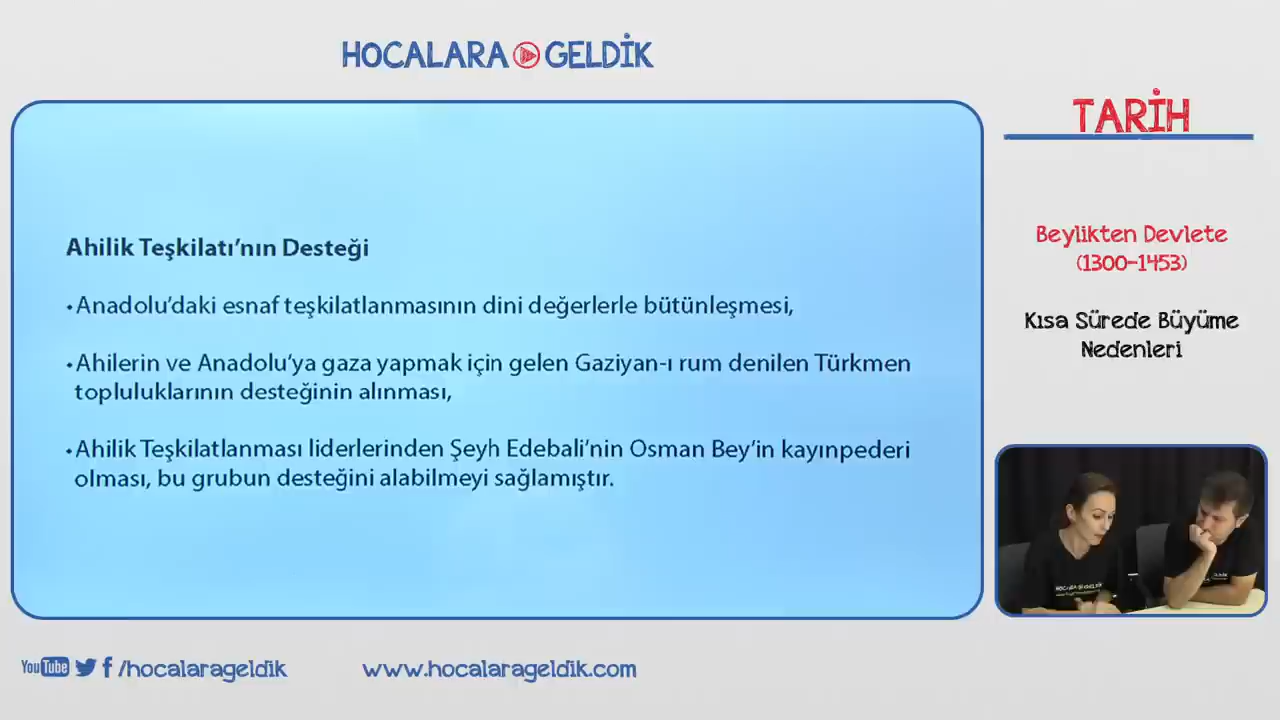 HOCALARA GELDİK
TARİH
Beylikten Devlete
(1300-1453)
Kısa Sürede Büyüme
Nedenleri
Ahilik Teşkilatı’nın Desteği
•Anadolu’daki esnaf teşkilatlanmasının dini değerlerle bütünleşmesi,
•Ahilerin ve Anadolu’ya gaza yapmak için gelen Gaziyan-ı rum denilen Türkmen
topluluklarının desteğinin alınması,
•Ahilik Teşkilatlanması liderlerinden Şeyh Edebali’nin Osman Bey’in kayınpederi
olması, bu grubun desteğini alabilmeyi sağlamıştır.
HOCALARA GELDİK
YouTube /hocalarageldik
www.hocalarageldik.com